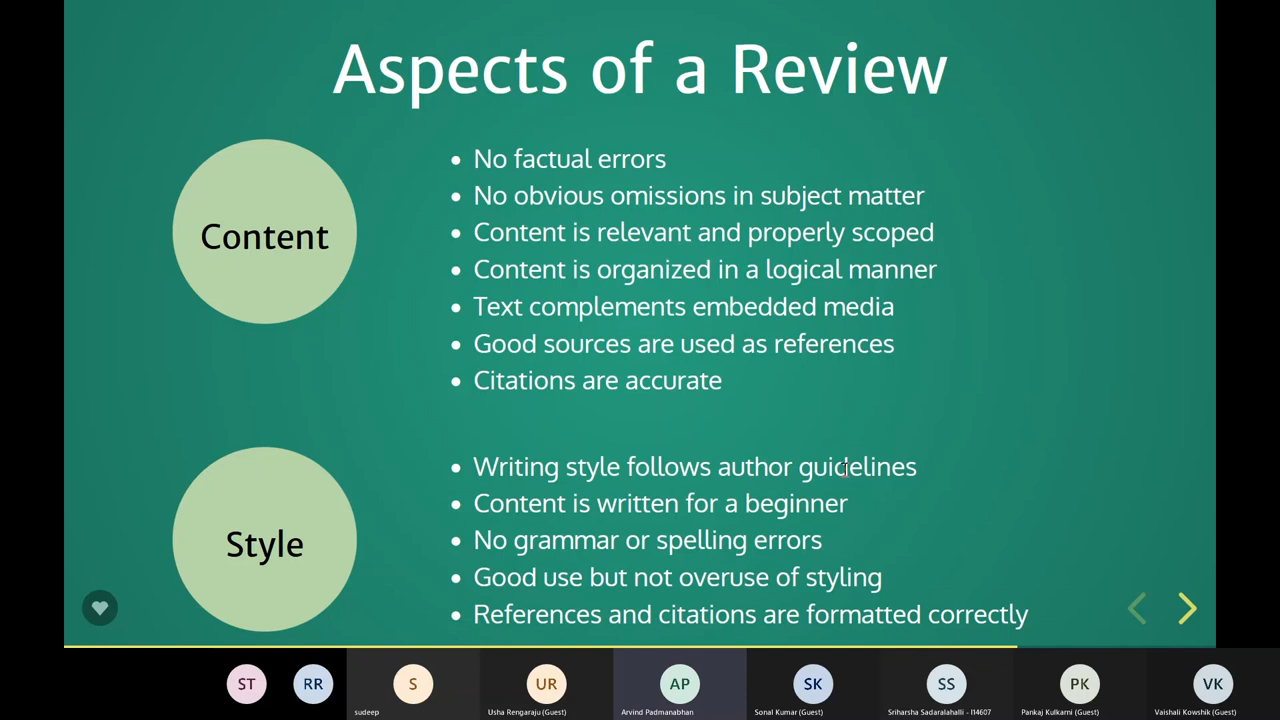 Aspects of a Review
Content
No factual errors
No obvious omissions in subject matter
Content is relevant and properly scoped
Content is organized in a logical manner
Text complements embedded media
Good sources are used as references
Citations are accurate
Style
Writing style follows author guidelines
Content is written for a beginner
No grammar or spelling errors
Good use but not overuse of styling
References and citations are formatted correctly
ST
RR
S
UR
AP
SK
SS
PK
VK
sudeep
Usha Rengaraju (Guest)
Arvind Padmanabhan
Sonal Kumar (Guest)
Sriharsha Sadaralahalli - I14607
Pankaj Kulkarni (Guest)
Vaishali Kowshik (Guest)